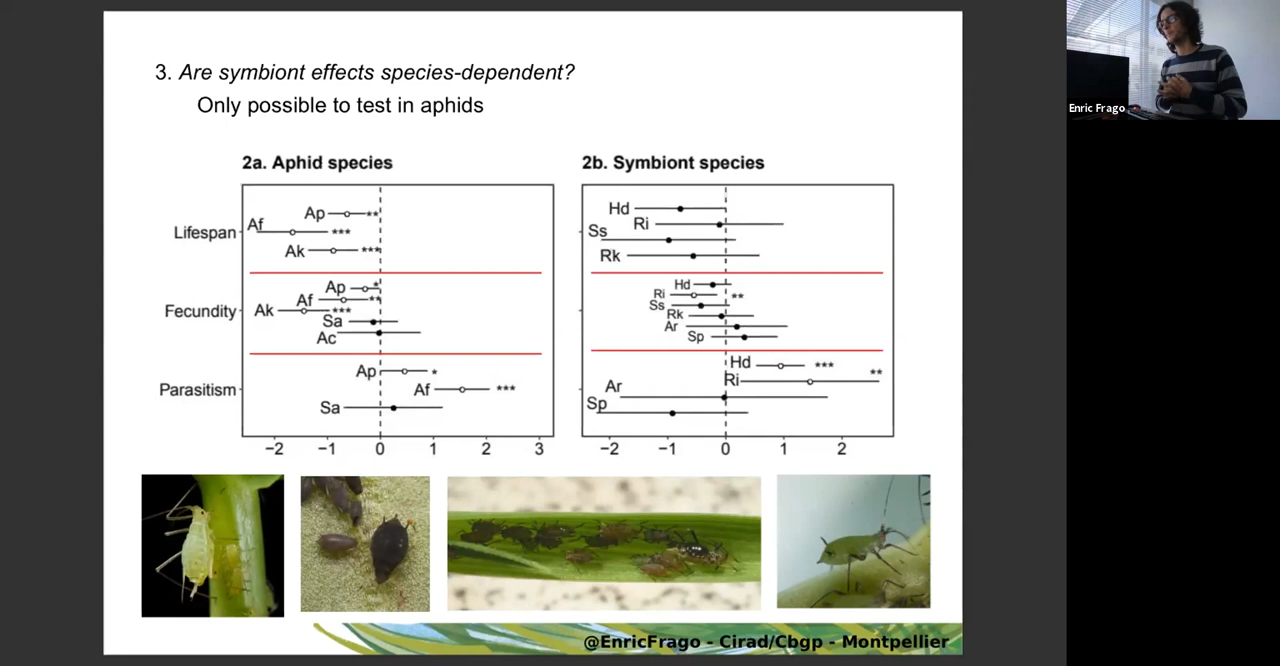 3. Are symbiont effects species-dependent?
Only possible to test in aphids
2a. Aphid species
Lifespan
Ap **
Af ***
Ak ***
Fecundity
Ap *
Af **
Ak ***
Sa
Ac
Parasitism
Ap *
Af ***
Sa
−2 −1 0 1 2 3
2b. Symbiont species
Hd
Ri
Ss
Rk
Hd
Ri **
Ss
Rk
Ar
Sp
Hd ***
Ri **
Ar
Sp
−2 −1 0 1 2
@EnricFrago - Cirad/Cbgp - Montpellier
Enric Frago